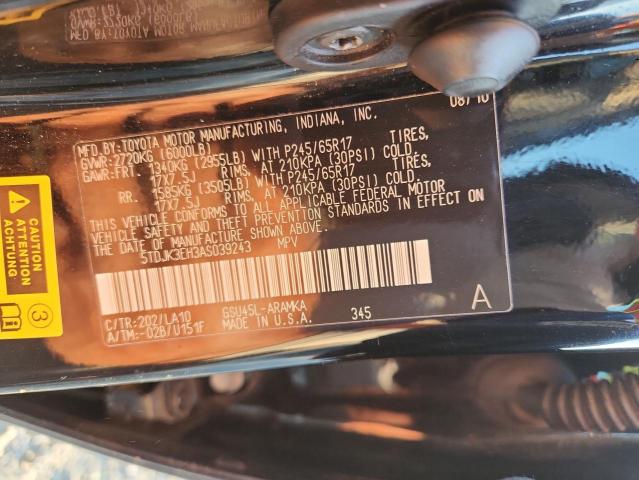 08/10
MFD.BY:TOYOTA MOTOR MANUFACTURING, INDIANA, INC.
GVWR:2720KG (6000LB)
GAWR:FRT. 1340KG (2955LB) WITH P245/65R17 TIRES,
17X7.5J RIMS, AT 210KPA (30PSI) COLD.
RR. 1585KG (3505LB) WITH P245/65R17 TIRES,
17X7.5J RIMS, AT 210KPA (30PSI) COLD.
THIS VEHICLE CONFORMS TO ALL APPLICABLE FEDERAL MOTOR
VEHICLE SAFETY AND THEFT PREVENTION STANDARDS IN EFFECT
ON THE DATE OF MANUFACTURE SHOWN ABOVE.
5TDJK3EH3AS039243 MPV
C/TR:202/LA10 GSU45L-ARAMKA 345
A/TM:-02B/U151F MADE IN U.S.A.
A
CAUTION
ATTENTION
ACHTUNG
3